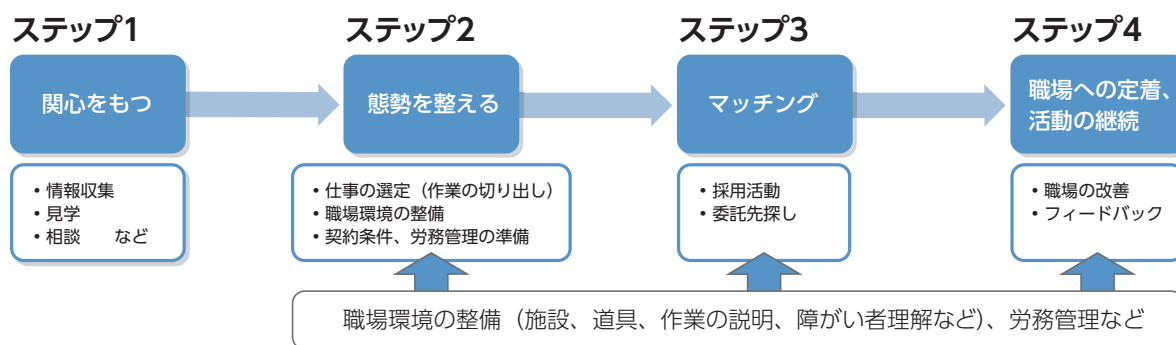 ステップ1
関心をもつ
・情報収集
・見学
・相談　　など
ステップ2
態勢を整える
・仕事の選定（作業の切り出し）
・職場環境の整備
・契約条件、労務管理の準備
ステップ3
マッチング
・採用活動
・委託先探し
ステップ4
職場への定着、
活動の継続
・職場の改善
・フィードバック
職場環境の整備（施設、道具、作業の説明、障がい者理解など）、労務管理など